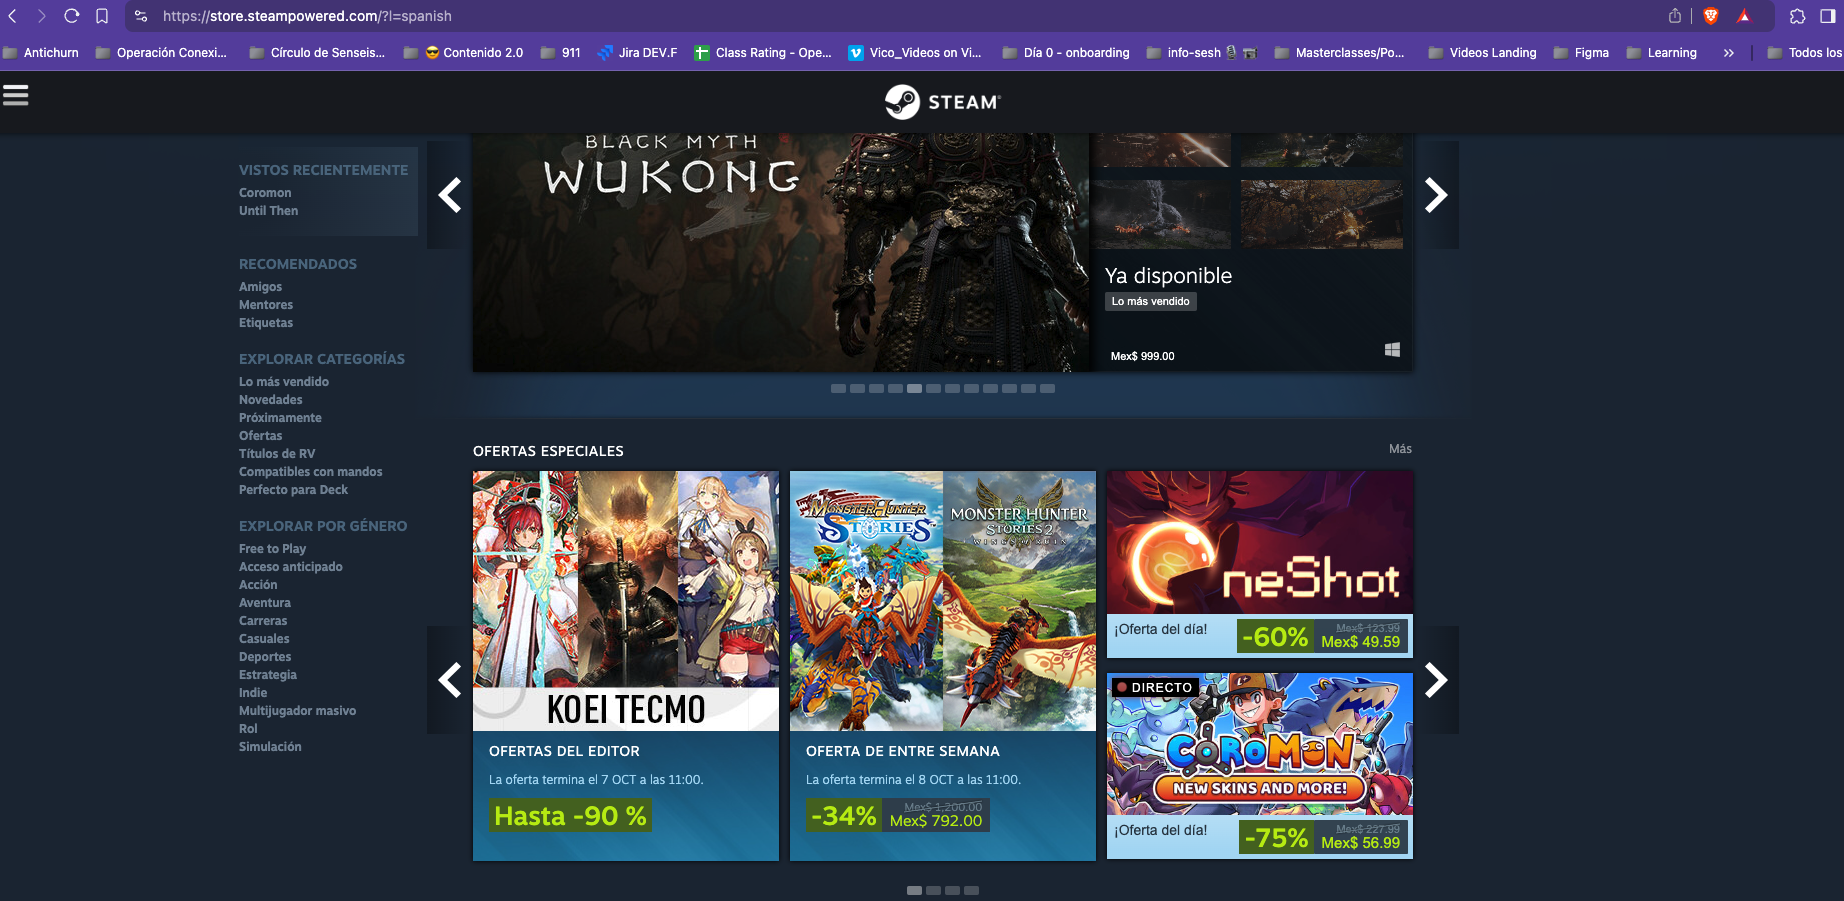 https://store.steampowered.com/?l=spanish
Antichurn
Operación Conexi...
Círculo de Senseis...
Contenido 2.0
911
Jira DEV.F
Class Rating - Ope...
Vico_Videos on Vi...
Día 0 - onboarding
info-sesh
Masterclasses/Po...
Videos Landing
Figma
Learning
»
Todos los
STEAM®
VISTOS RECIENTEMENTE
Coromon
Until Then
RECOMENDADOS
Amigos
Mentores
Etiquetas
EXPLORAR CATEGORÍAS
Lo más vendido
Novedades
Próximamente
Ofertas
Títulos de RV
Compatibles con mandos
Perfecto para Deck
EXPLORAR POR GÉNERO
Free to Play
Acceso anticipado
Acción
Aventura
Carreras
Casuales
Deportes
Estrategia
Indie
Multijugador masivo
Rol
Simulación
BLACK MYTH
WUKONG
Ya disponible
Lo más vendido
Mex$ 999.00
OFERTAS ESPECIALES
Más
KOEI TECMO
OFERTAS DEL EDITOR
La oferta termina el 7 OCT a las 11:00.
Hasta -90 %
MONSTER HUNTER
STORIES
MONSTER HUNTER
STORIES 2
WINGS OF RUIN
OFERTA DE ENTRE SEMANA
La oferta termina el 8 OCT a las 11:00.
-34%
Mex$ 1,200.00
Mex$ 792.00
OneShot
¡Oferta del día!
-60%
Mex$ 123.99
Mex$ 49.59
DIRECTO
COROMON
NEW SKINS AND MORE!
¡Oferta del día!
-75%
Mex$ 227.99
Mex$ 56.99